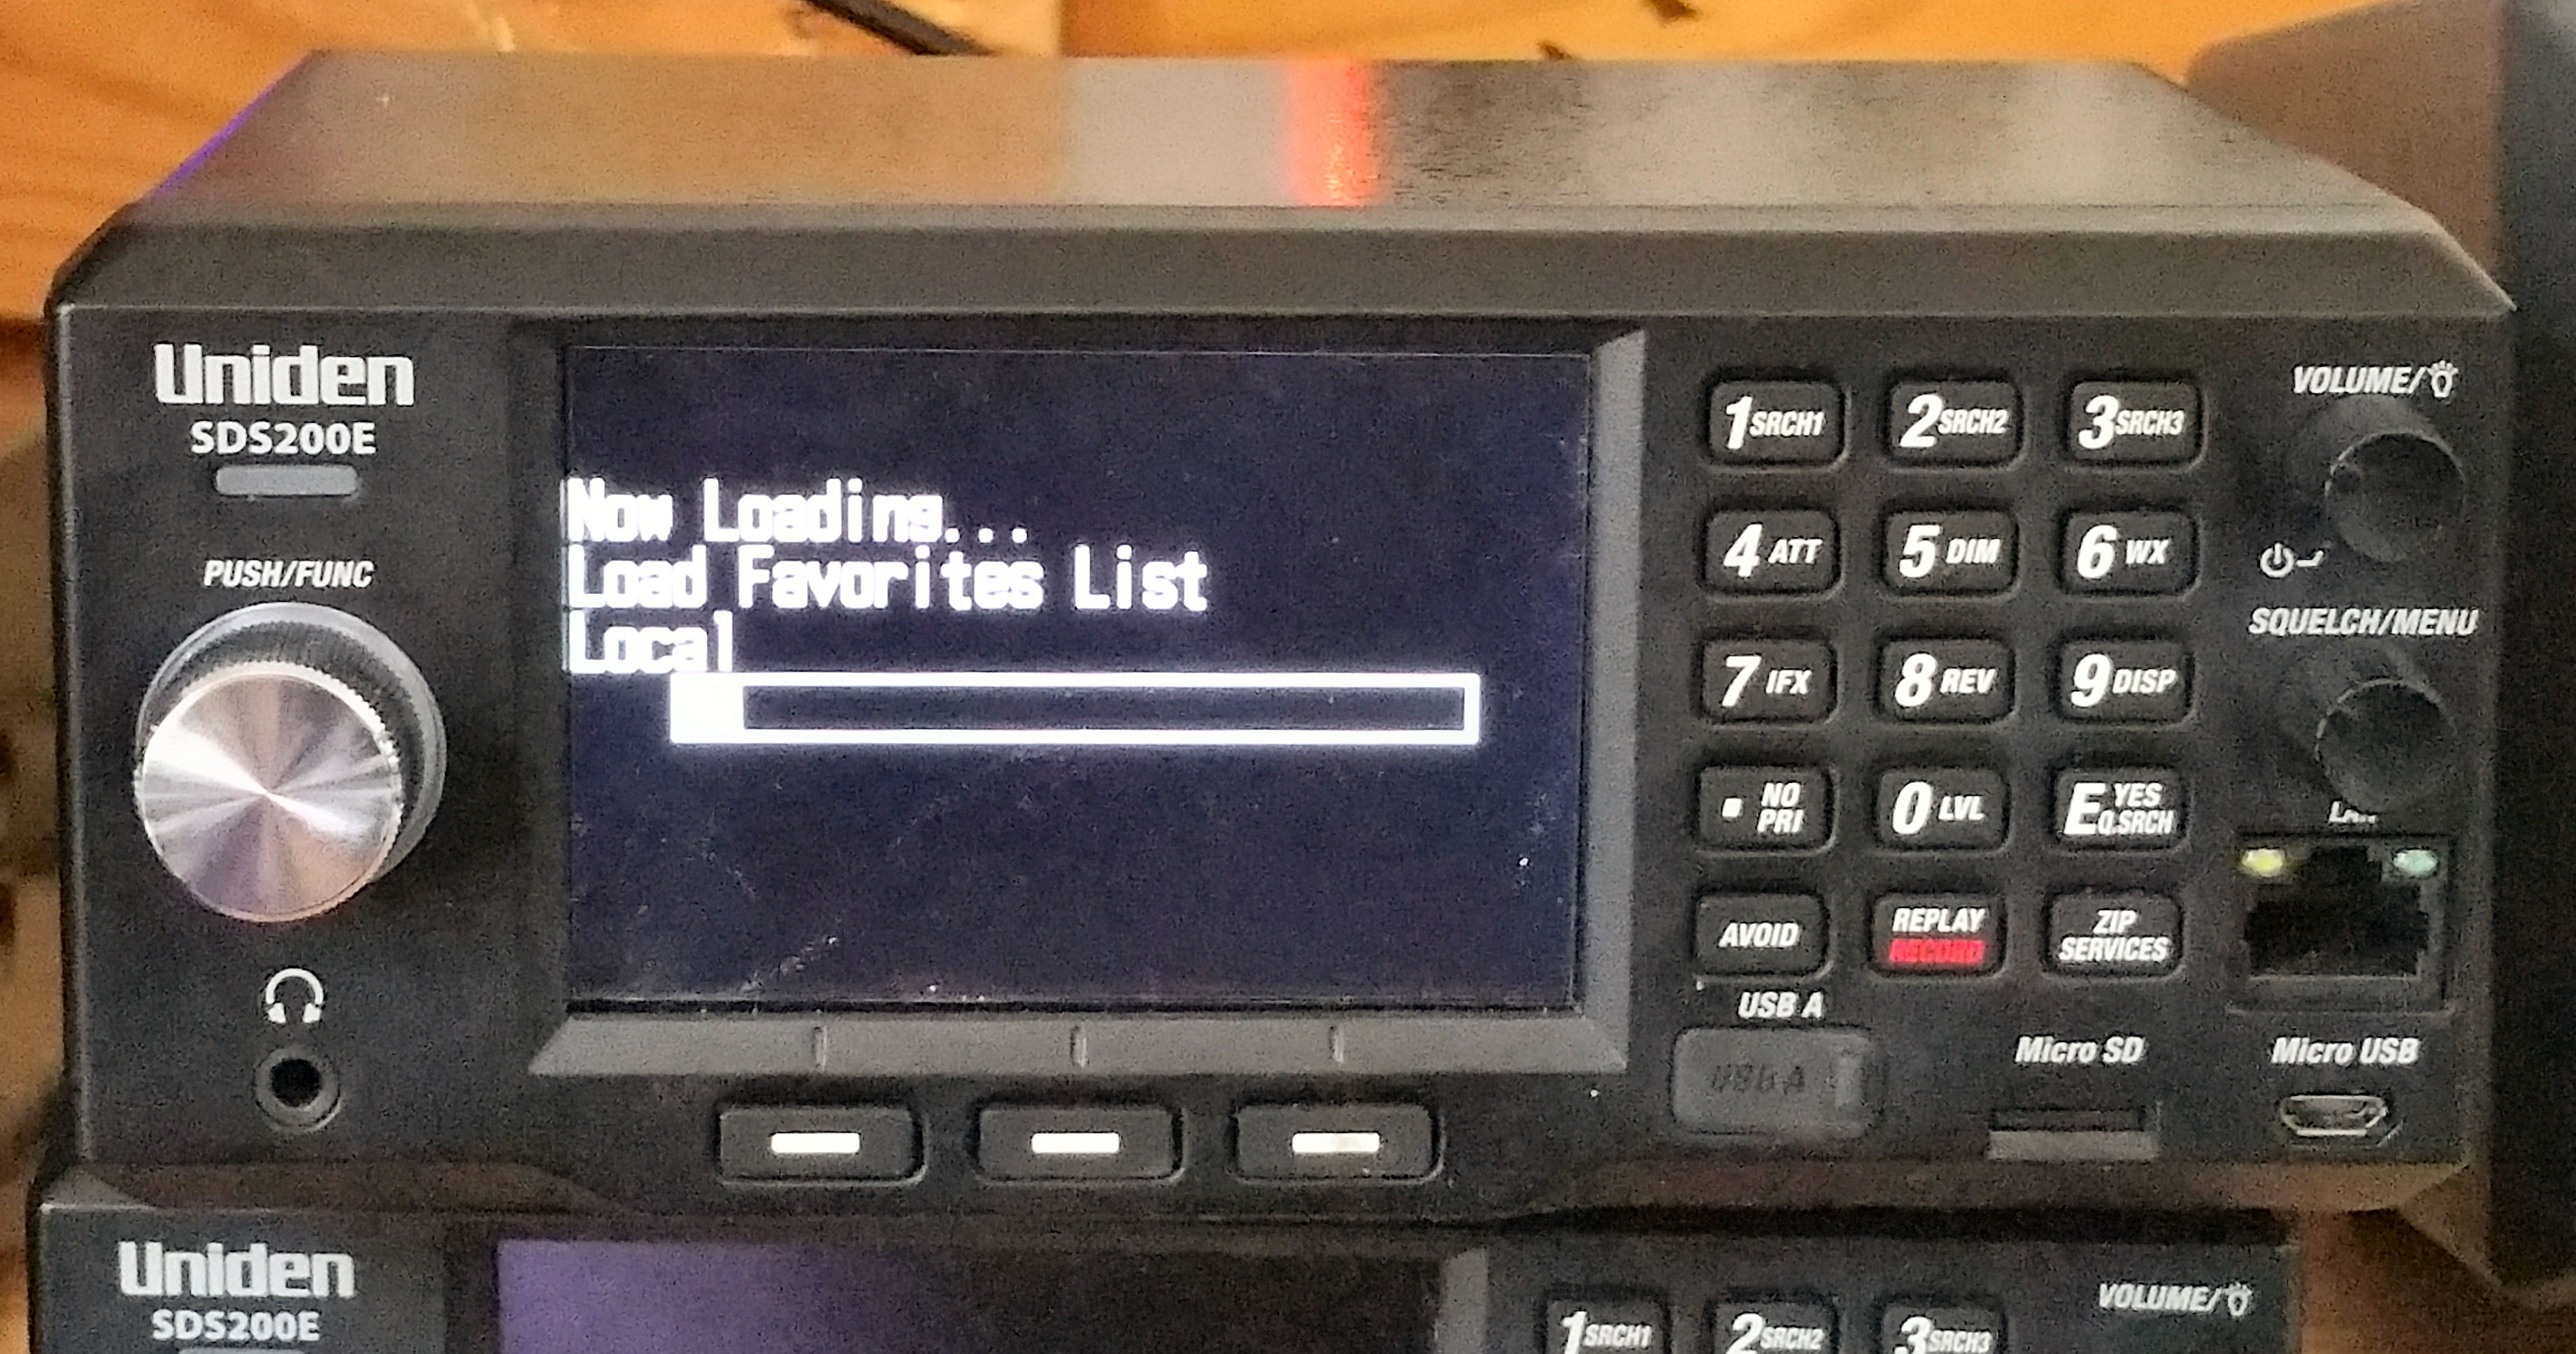 Uniden
SDS200E
PUSH/FUNC
Now Loading...
Load Favorites List
Local
1 SRCH1
2 SRCH2
3 SRCH3
VOLUME/
4 ATT
5 DIM
6 WX
SQUELCH/MENU
7 IFX
8 REV
9 DISP
. NO PRI
0 LVL
E YES Q.SRCH
LAN
AVOID
REPLAY
RECORD
ZIP
SERVICES
USB A
USB A
Micro SD
Micro USB
Uniden
SDS200E
1 SRCH1
2 SRCH2
3 SRCH3
VOLUME/